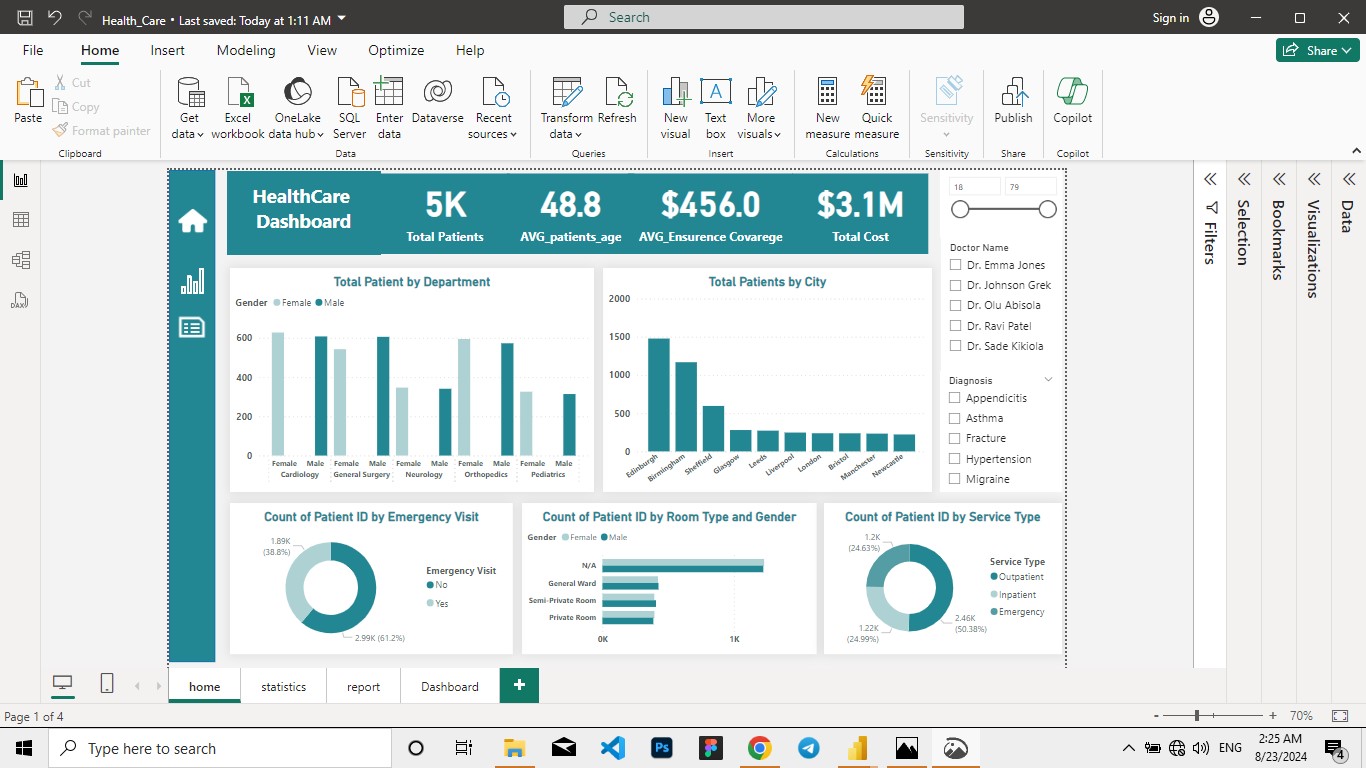 Health_Care • Last saved: Today at 1:11 AM
Search
Sign in
File
Home
Insert
Modeling
View
Optimize
Help
Share
Paste
Cut
Copy
Format painter
Clipboard
Get data
Excel workbook
OneLake data hub
SQL Server
Enter data
Dataverse
Recent sources
Data
Transform data
Refresh
Queries
New visual
Text box
More visuals
Insert
New measure
Quick measure
Calculations
Sensitivity
Sensitivity
Publish
Share
Copilot
Copilot
HealthCare
Dashboard
5K
Total Patients
48.8
AVG_patients_age
$456.0
AVG_Ensurence Covarege
$3.1M
Total Cost
18
79
Doctor Name
Dr. Emma Jones
Dr. Johnson Grek
Dr. Olu Abisola
Dr. Ravi Patel
Dr. Sade Kikiola
Diagnosis
Appendicitis
Asthma
Fracture
Hypertension
Migraine
Total Patient by Department
Gender Female Male
600
400
200
0
Female Male Female Male Female Male Female Male Female Male
Cardiology General Surgery Neurology Orthopedics Pediatrics
Total Patients by City
2000
1500
1000
500
0
Edinburgh Birmingham Sheffield Glasgow Leeds Liverpool London Bristol Manchester Newcastle
Count of Patient ID by Emergency Visit
1.89K
(38.8%)
2.99K (61.2%)
Emergency Visit
No
Yes
Count of Patient ID by Room Type and Gender
Gender Female Male
N/A
General Ward
Semi-Private Room
Private Room
0K 1K
Count of Patient ID by Service Type
1.2K
(24.63%)
1.22K
(24.99%)
2.46K
(50.38%)
Service Type
Outpatient
Inpatient
Emergency
Filters
Selection
Bookmarks
Visualizations
Data
home
statistics
report
Dashboard
+
Page 1 of 4
- + 70%
Type here to search
Ps
ENG
2:25 AM
8/23/2024
4
X
A
DAX